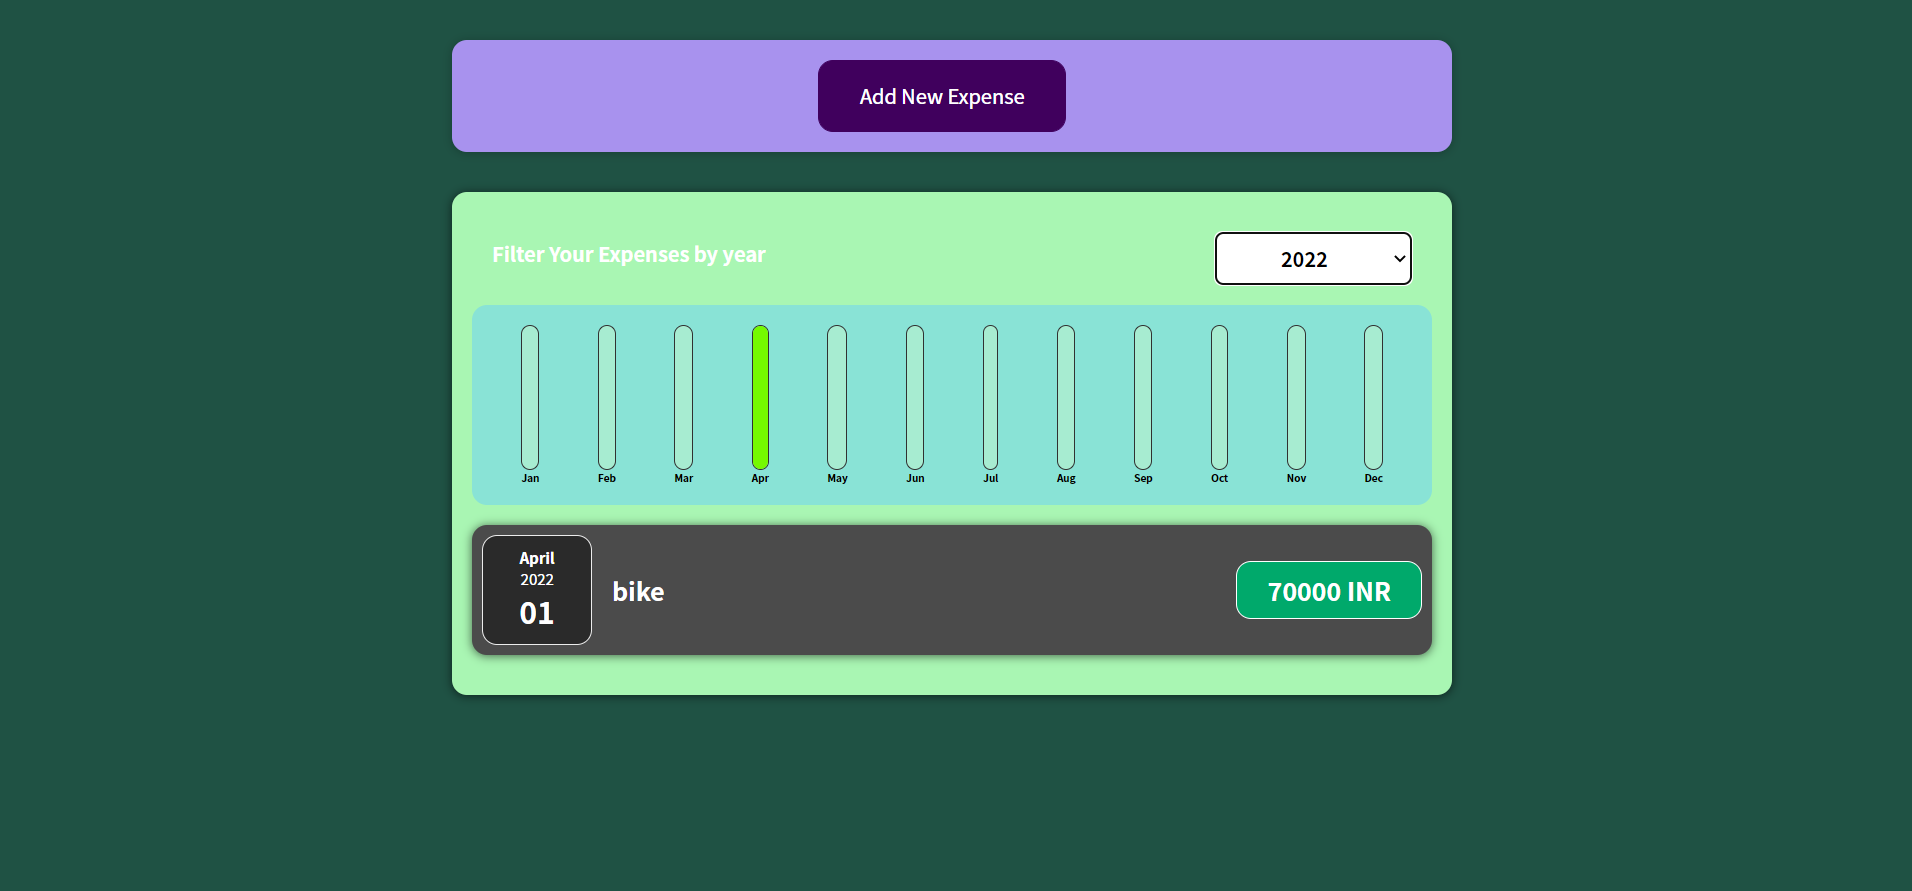 Add New Expense
Filter Your Expenses by year
2022
Jan Feb Mar Apr May Jun Jul Aug Sep Oct Nov Dec
April
2022
01
bike
70000 INR